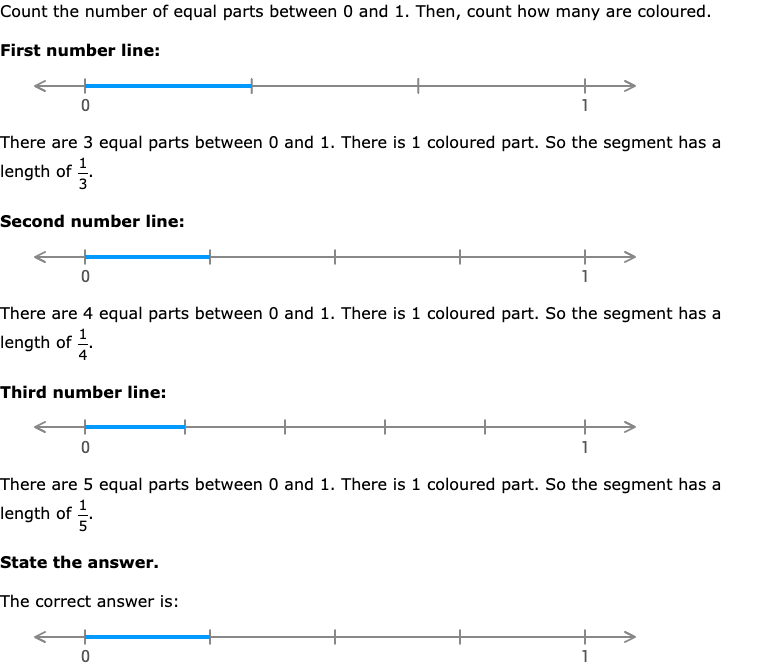 Count the number of equal parts between 0 and 1. Then, count how many are coloured.
First number line:
0 1
There are 3 equal parts between 0 and 1. There is 1 coloured part. So the segment has a
length of 1/3.
Second number line:
0 1
There are 4 equal parts between 0 and 1. There is 1 coloured part. So the segment has a
length of 1/4.
Third number line:
0 1
There are 5 equal parts between 0 and 1. There is 1 coloured part. So the segment has a
length of 1/5.
State the answer.
The correct answer is:
0 1